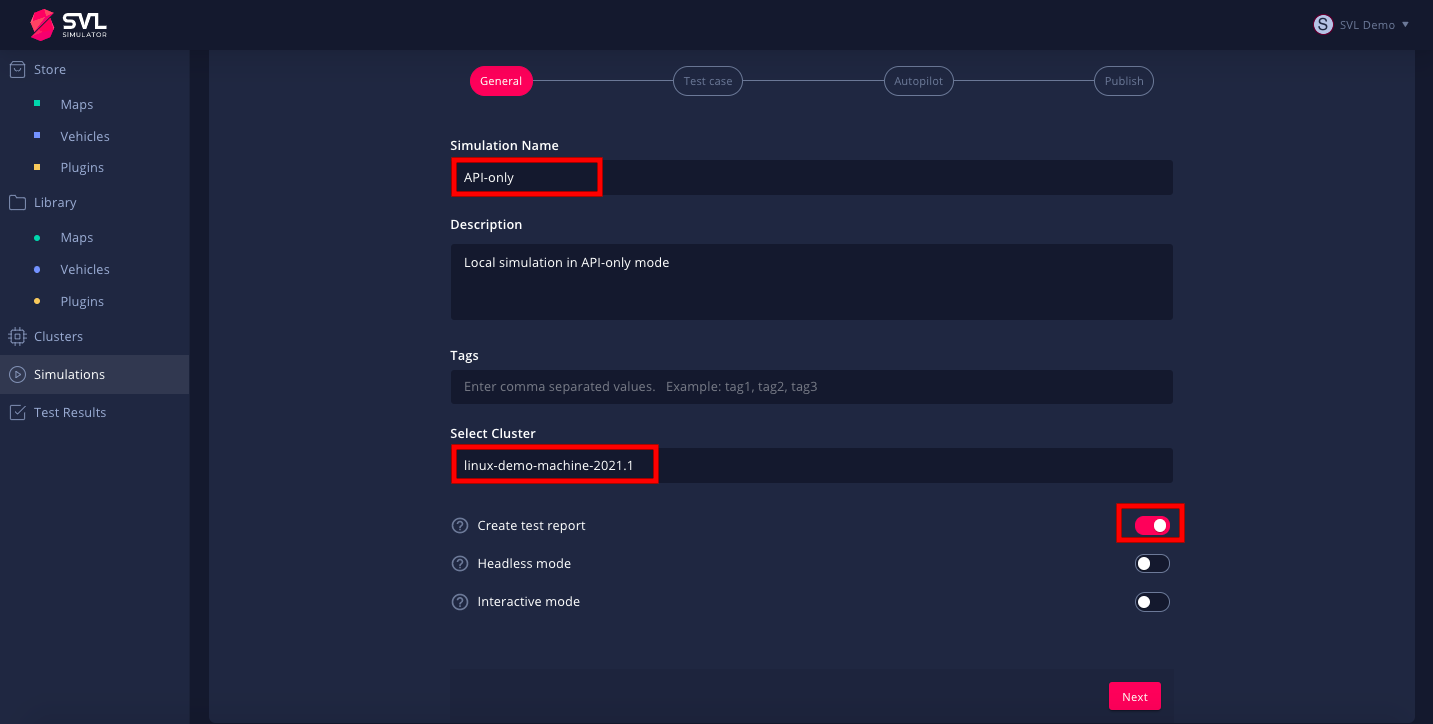 SVL
SIMULATOR
S SVL Demo
Store
Maps
Vehicles
Plugins
Library
Maps
Vehicles
Plugins
Clusters
Simulations
Test Results
General
Test case
Autopilot
Publish
Simulation Name
API-only
Description
Local simulation in API-only mode
Tags
Enter comma separated values. Example: tag1, tag2, tag3
Select Cluster
linux-demo-machine-2021.1
? Create test report
? Headless mode
? Interactive mode
Next